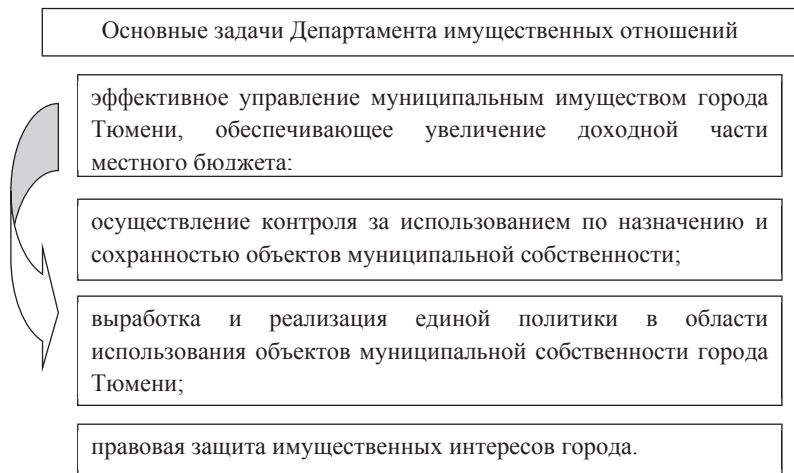 Основные задачи Департамента имущественных отношений
эффективное управление муниципальным имуществом города
Тюмени, обеспечивающее увеличение доходной части
местного бюджета;
осуществление контроля за использованием по назначению и
сохранностью объектов муниципальной собственности;
выработка и реализация единой политики в области
использования объектов муниципальной собственности города
Тюмени;
правовая защита имущественных интересов города.